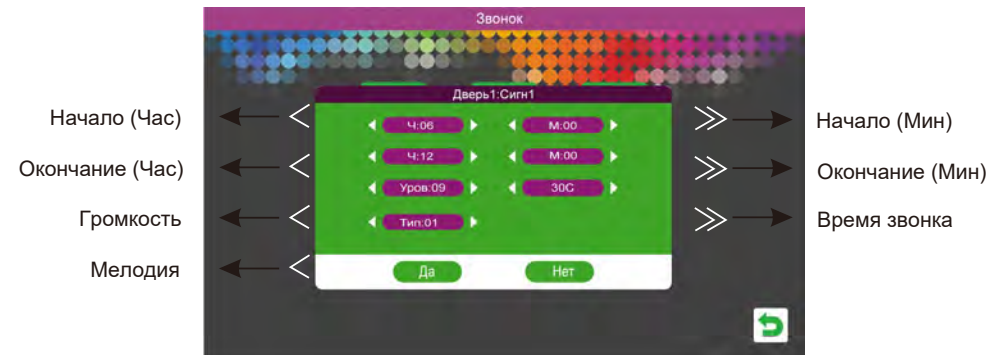 Звонок
Дверь1:Сигн1
Начало (Час)
Ч:06
М:00
Начало (Мин)
Окончание (Час)
Ч:12
М:00
Окончание (Мин)
Уров:09
30С
Громкость
Тип:01
Время звонка
Мелодия
Да
Нет